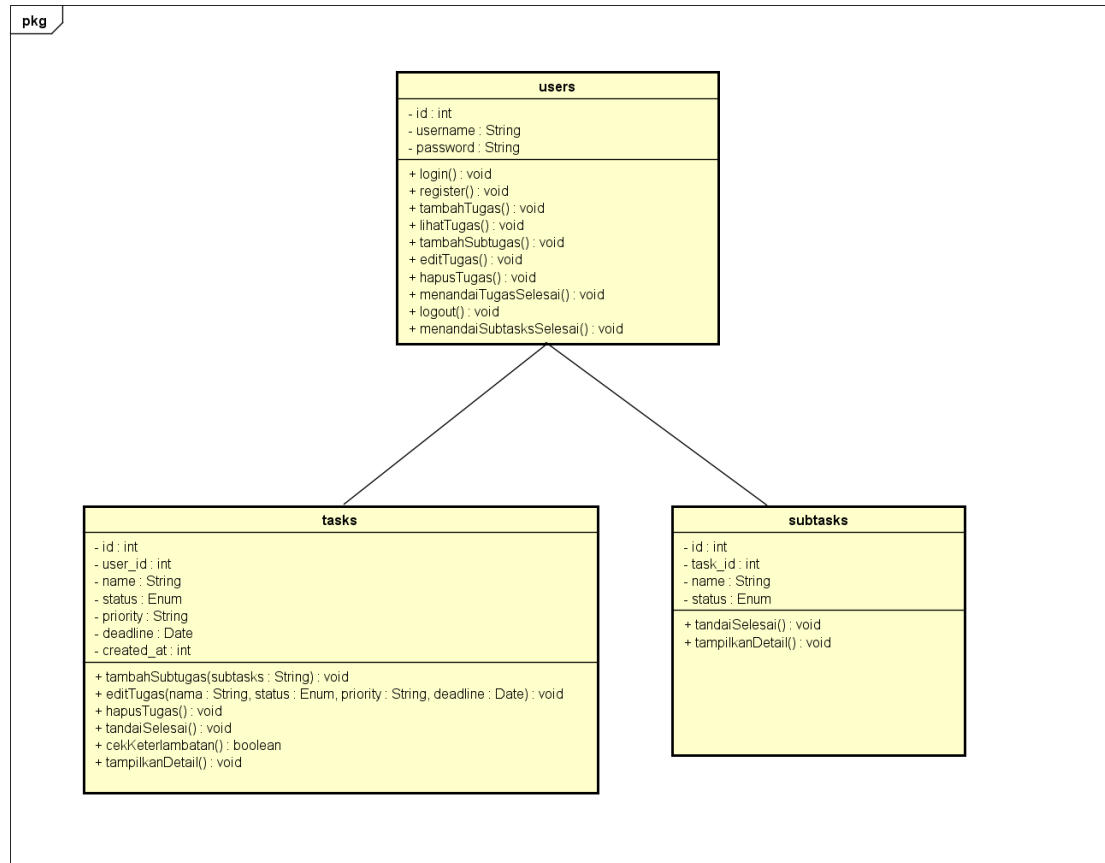 pkg
users
- id : int
- username : String
- password : String
+ login() : void
+ register() : void
+ tambahTugas() : void
+ lihatTugas() : void
+ tambahSubtugas() : void
+ editTugas() : void
+ hapusTugas() : void
+ menandaiTugasSelesai() : void
+ logout() : void
+ menandaiSubtasksSelesai() : void
tasks
- id : int
- user_id : int
- name : String
- status : Enum
- priority : String
- deadline : Date
- created_at : int
+ tambahSubtugas(subtasks : String) : void
+ editTugas(nama : String, status : Enum, priority : String, deadline : Date) : void
+ hapusTugas() : void
+ tandaiSelesai() : void
+ cekKeterlambatan() : boolean
+ tampilkanDetail() : void
subtasks
- id : int
- task_id : int
- name : String
- status : Enum
+ tandaiSelesai() : void
+ tampilkanDetail() : void